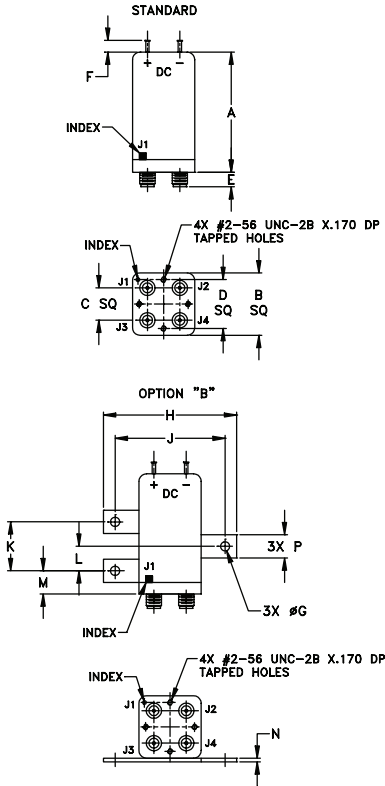 STANDARD
F
+ −
DC
A
INDEX
J1
E
4X #2-56 UNC-2B X.170 DP
TAPPED HOLES
INDEX
J1
J2
C SQ
D
SQ
B
SQ
J3
J4
OPTION "B"
H
J
+ −
DC
K
L
M
J1
3X P
3X øG
INDEX
4X #2-56 UNC-2B X.170 DP
TAPPED HOLES
INDEX
J1
J2
J3
J4
N